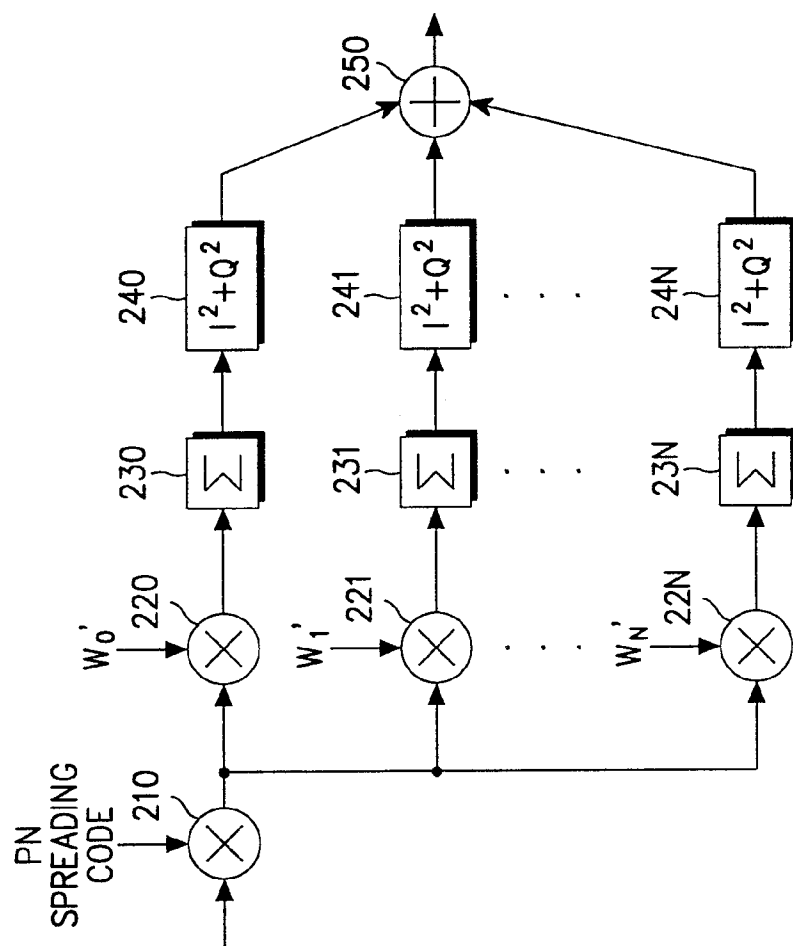 PN
SPREADING
CODE
210
W₀'
220
230
240
I²+Q²
250
W₁'
221
231
241
I²+Q²
Wₙ'
22N
23N
24N
I²+Q²
Σ
Σ
Σ